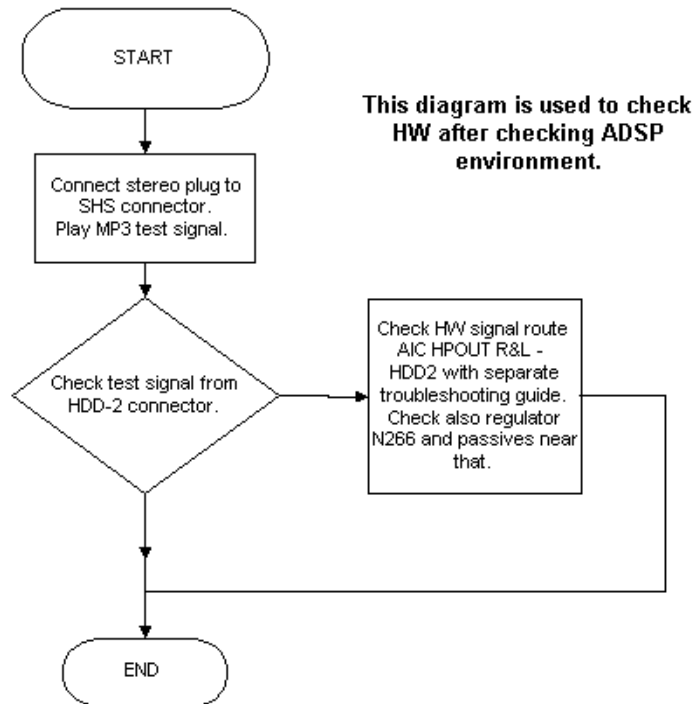 START
This diagram is used to check
HW after checking ADSP
environment.
Connect stereo plug to
SHS connector.
Play MP3 test signal.
Check test signal from
HDD-2 connector.
Check HW signal route
AIC HPOUT R&L -
HDD2 with separate
troubleshooting guide.
Check also regulator
N266 and passives near
that.
END